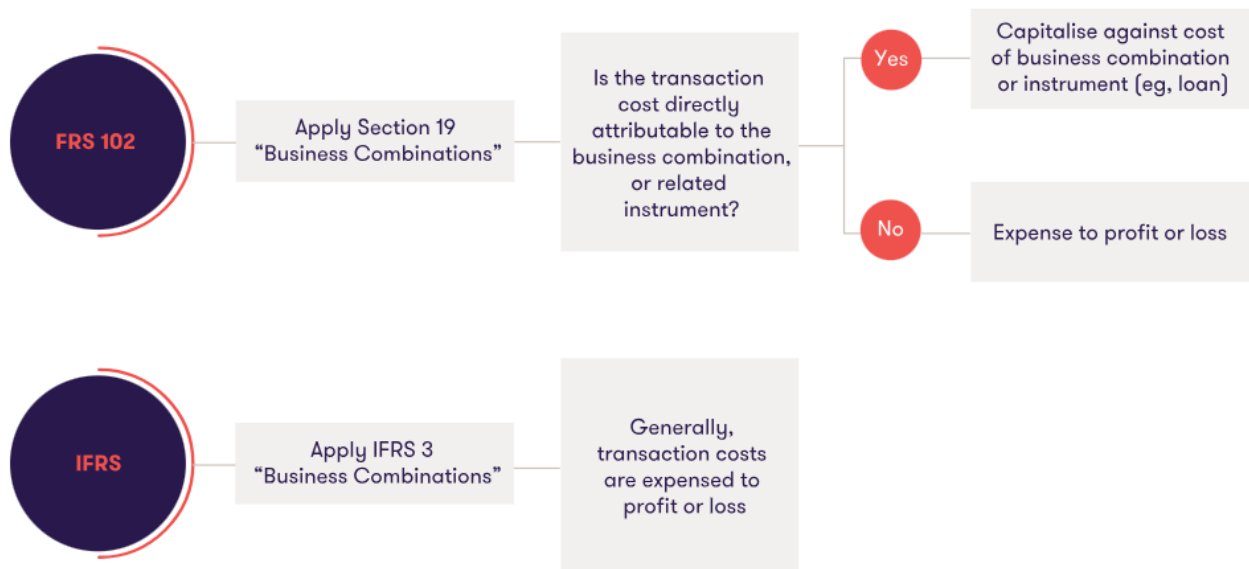 FRS 102
Apply Section 19
“Business Combinations”
Is the transaction
cost directly
attributable to the
business combination,
or related
instrument?
Yes
Capitalise against cost
of business combination
or instrument (eg, loan)
No
Expense to profit or loss
IFRS
Apply IFRS 3
“Business Combinations”
Generally,
transaction costs
are expensed to
profit or loss